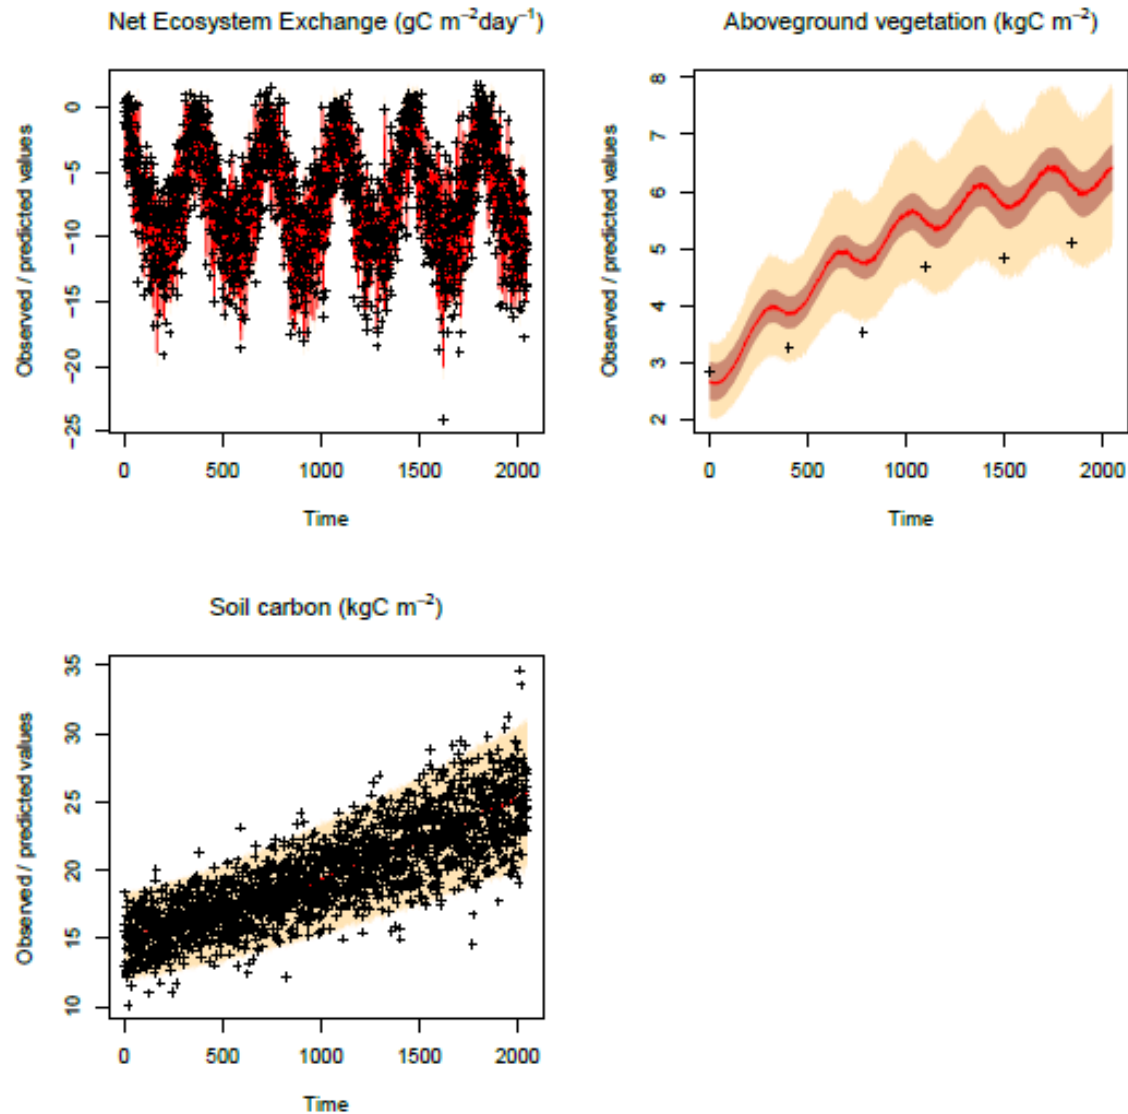 Net Ecosystem Exchange (gC m⁻²day⁻¹)
Observed / predicted values
0
−5
−10
−15
−20
−25
0 500 1000 1500 2000
Time
Aboveground vegetation (kgC m⁻²)
Observed / predicted values
8
7
6
5
4
3
2
0 500 1000 1500 2000
Time
Soil carbon (kgC m⁻²)
Observed / predicted values
35
30
25
20
15
10
0 500 1000 1500 2000
Time